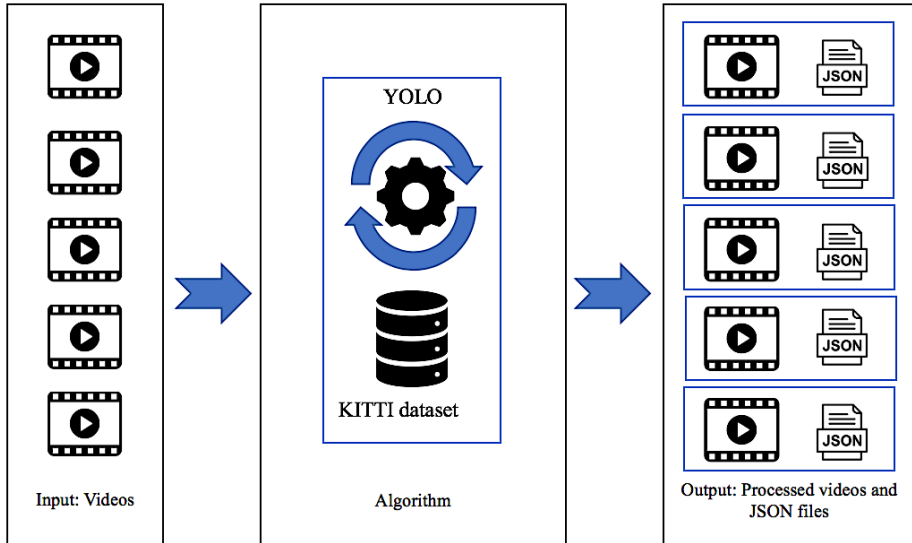 YOLO
KITTI dataset
Input: Videos
Algorithm
JSON
JSON
JSON
JSON
JSON
Output: Processed videos and
JSON files